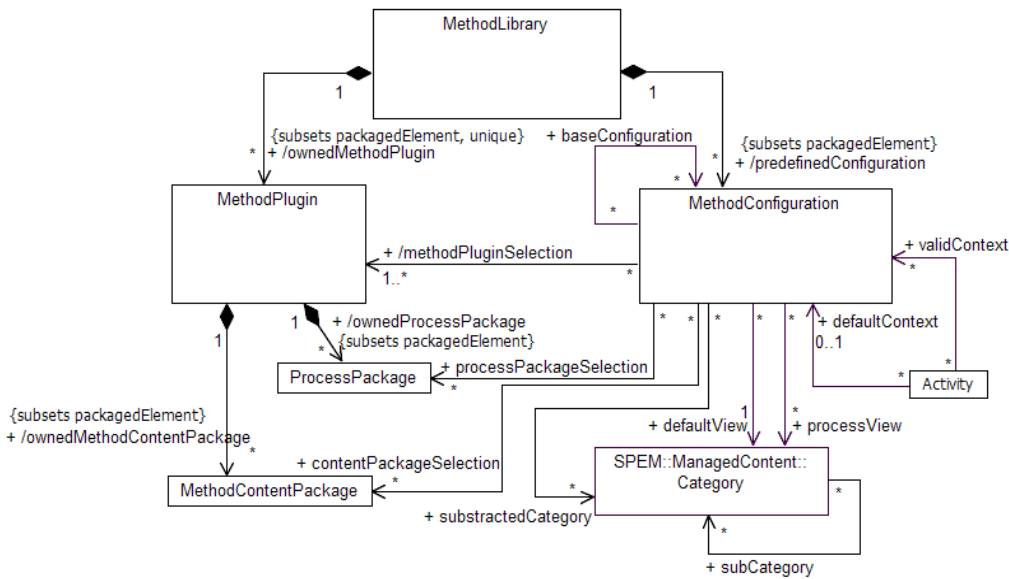 MethodLibrary
1
1
{subsets packagedElement, unique}
* + /ownedMethodPlugin
+ baseConfiguration
{subsets packagedElement}
* + /predefinedConfiguration
*
*
MethodPlugin
MethodConfiguration
+ /methodPluginSelection
1..*
*
+ validContext
*
1
1
+ /ownedProcessPackage
{subsets packagedElement}
*
* * * * *
+ defaultContext
0..1
*
*
ProcessPackage
+ processPackageSelection
*
Activity
{subsets packagedElement}
+ /ownedMethodContentPackage
*
1
*
+ defaultView
+ processView
+ contentPackageSelection
*
MethodContentPackage
SPEM::ManagedContent::
Category
*
+ substractedCategory
*
*
+ subCategory